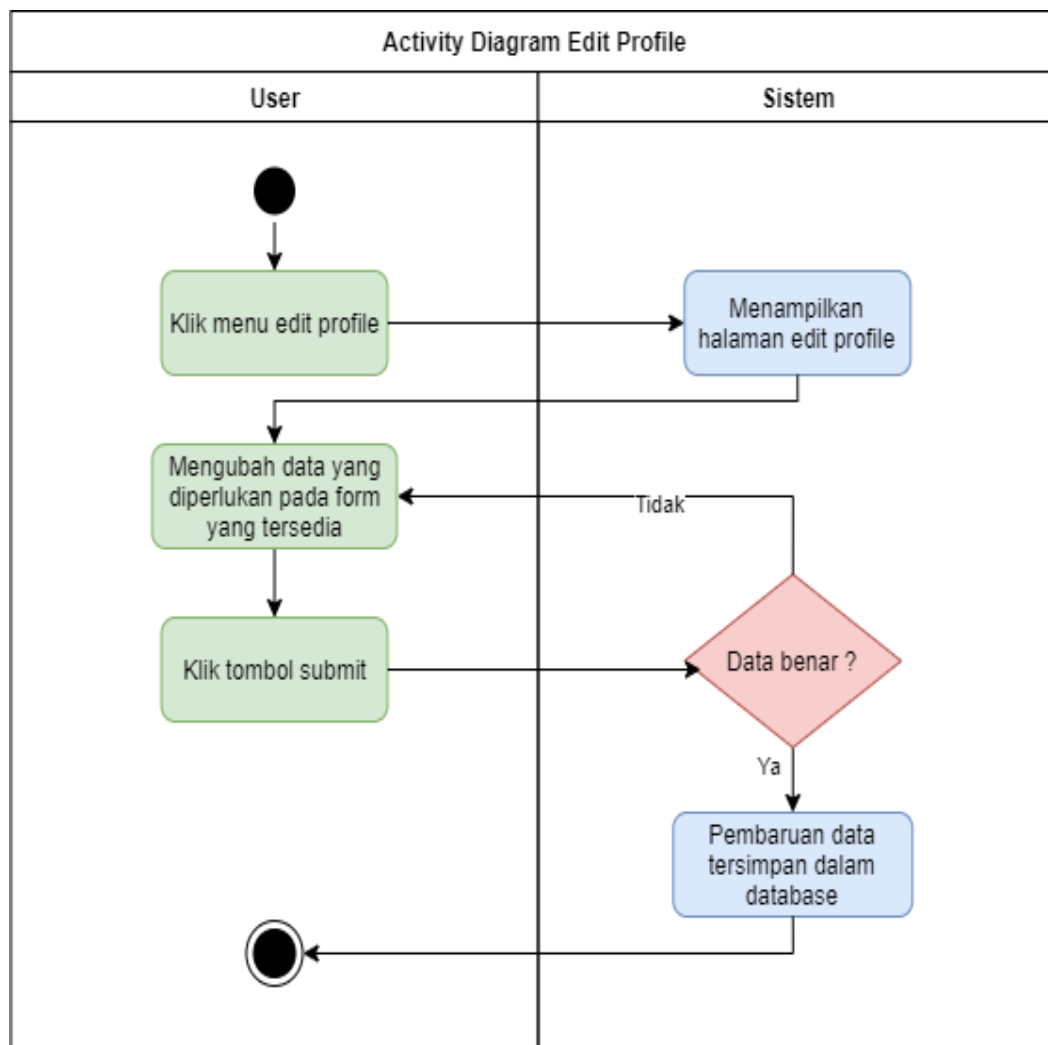 Activity Diagram Edit Profile
User
Sistem
Klik menu edit profile
Menampilkan
halaman edit profile
Mengubah data yang
diperlukan pada form
yang tersedia
Tidak
Klik tombol submit
Data benar ?
Ya
Pembaruan data
tersimpan dalam
database